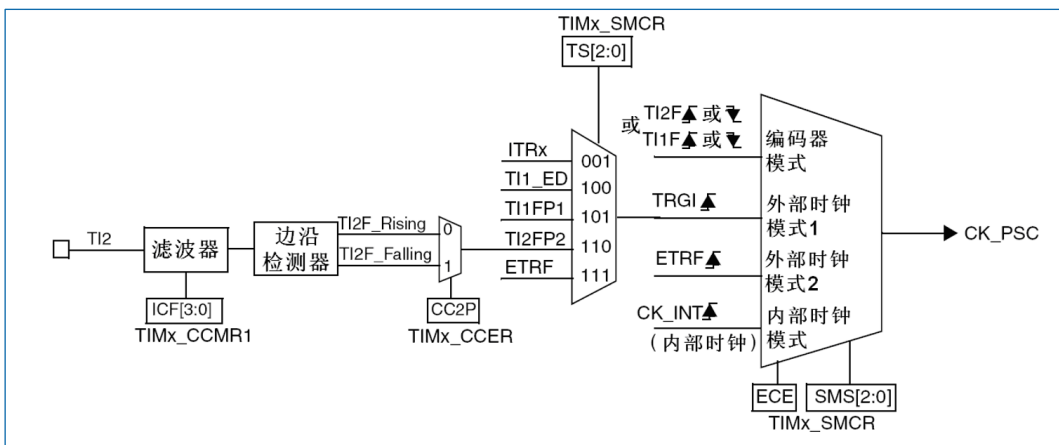 TIMx_SMCR
TS[2:0]
TI2F 或
或
TI1F 或
编码器
模式
ITRx
001
TI1_ED
100
TI1FP1
101
TRGI
外部时钟
模式1
CK_PSC
TI2
滤波器
边沿
检测器
TI2F_Rising
0
TI2F_Falling
1
TI2FP2
110
ETRF
111
ETRF
外部时钟
模式2
ICF[3:0]
TIMx_CCMR1
CC2P
TIMx_CCER
CK_INT
(内部时钟)
内部时钟
模式
ECE
SMS[2:0]
TIMx_SMCR